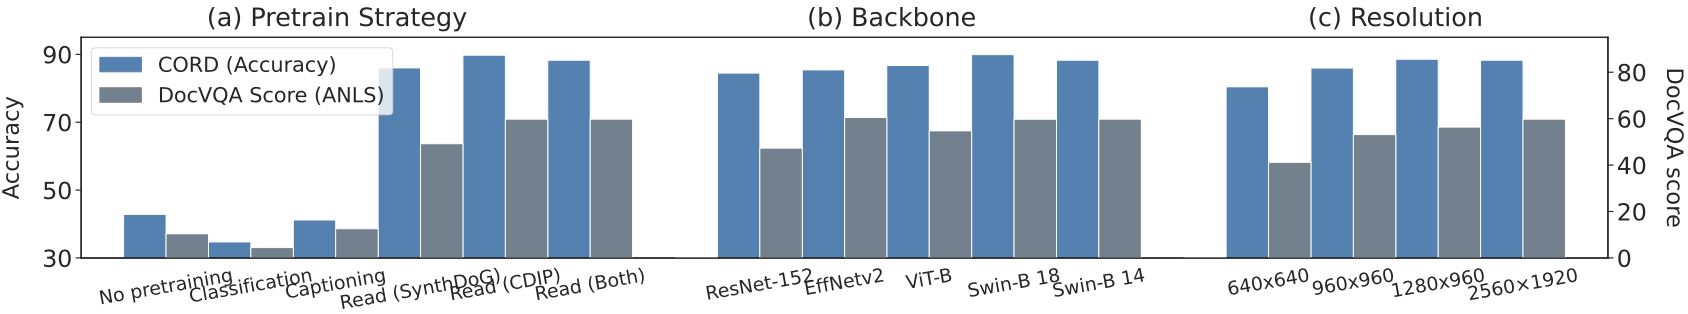 (a) Pretrain Strategy
(b) Backbone
(c) Resolution
CORD (Accuracy)
DocVQA Score (ANLS)
Accuracy
90
70
50
30
DocVQA score
80
60
40
20
0
No pretraining
Classification
Captioning
Read (SynthDoG)
Read (CDIP)
Read (Both)
ResNet-152
EffNetv2
ViT-B
Swin-B 18
Swin-B 14
640x640
960x960
1280x960
2560×1920